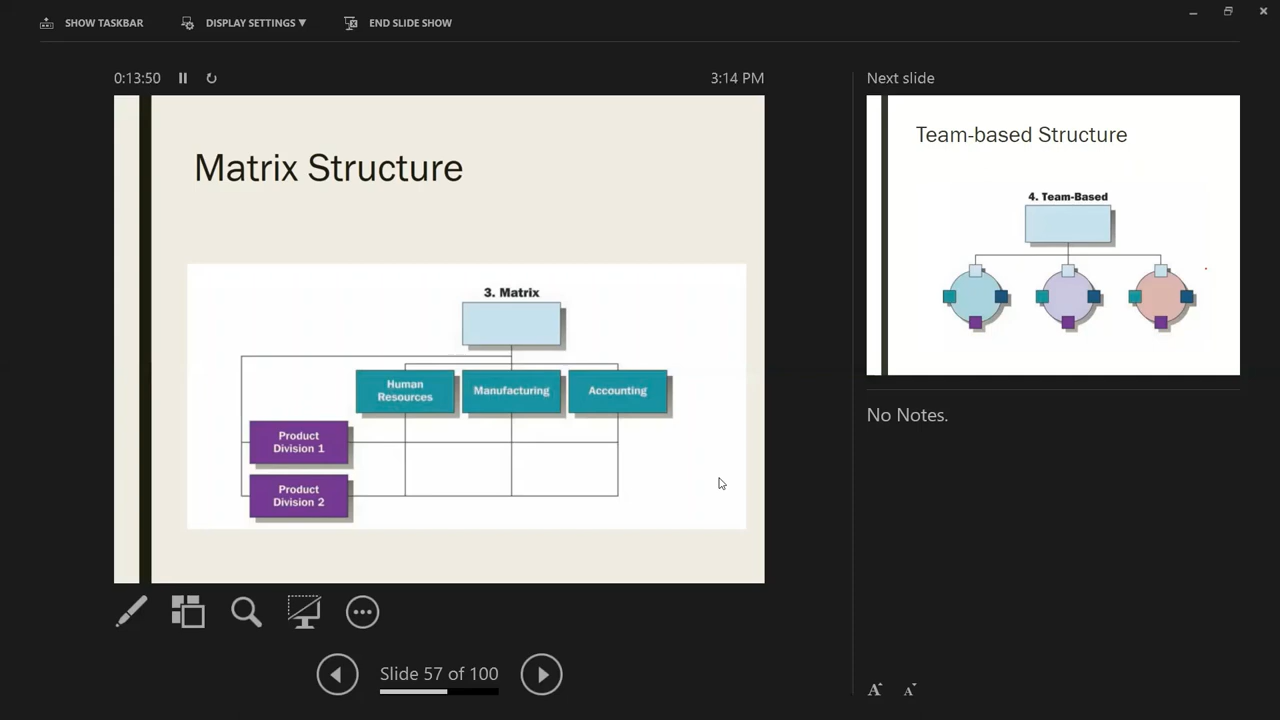 SHOW TASKBAR
DISPLAY SETTINGS ▼
END SLIDE SHOW
0:13:50
3:14 PM
Matrix Structure
3. Matrix
Human
Resources
Manufacturing
Accounting
Product
Division 1
Product
Division 2
Slide 57 of 100
Next slide
Team-based Structure
4. Team-Based
No Notes.
A A